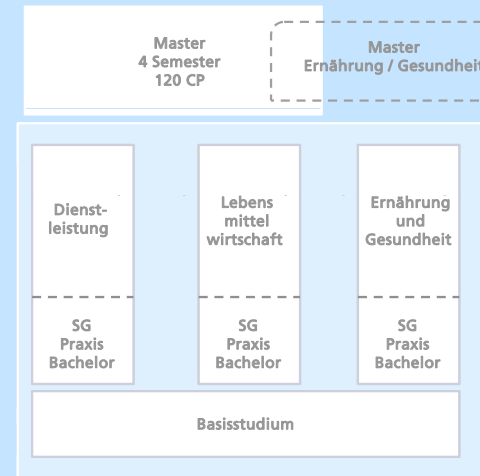 Master
4 Semester
120 CP
Master
Ernährung / Gesundheit
Dienst-
leistung
Lebens
mittel
wirtschaft
Ernährung
und
Gesundheit
SG
Praxis
Bachelor
SG
Praxis
Bachelor
SG
Praxis
Bachelor
Basisstudium